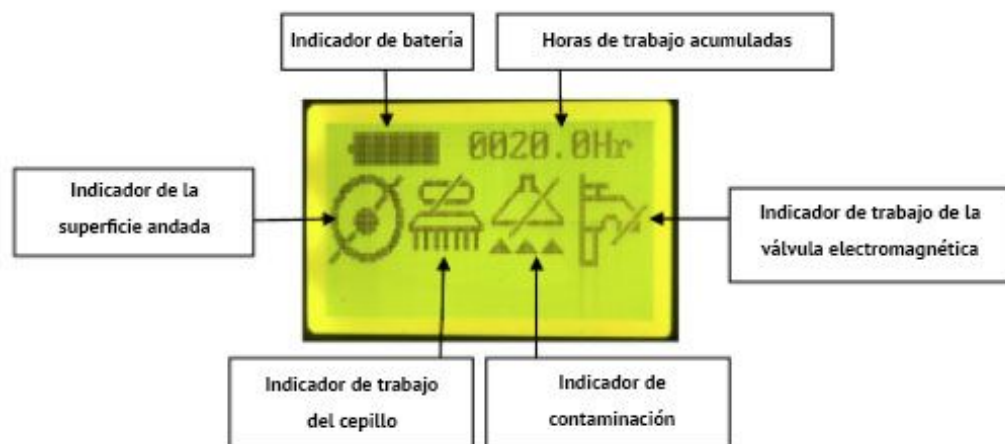 Indicador de batería
Horas de trabajo acumuladas
0020.0Hr
Indicador de la
superficie andada
Indicador de trabajo de la
válvula electromagnética
Indicador de trabajo
del cepillo
Indicador de
contaminación